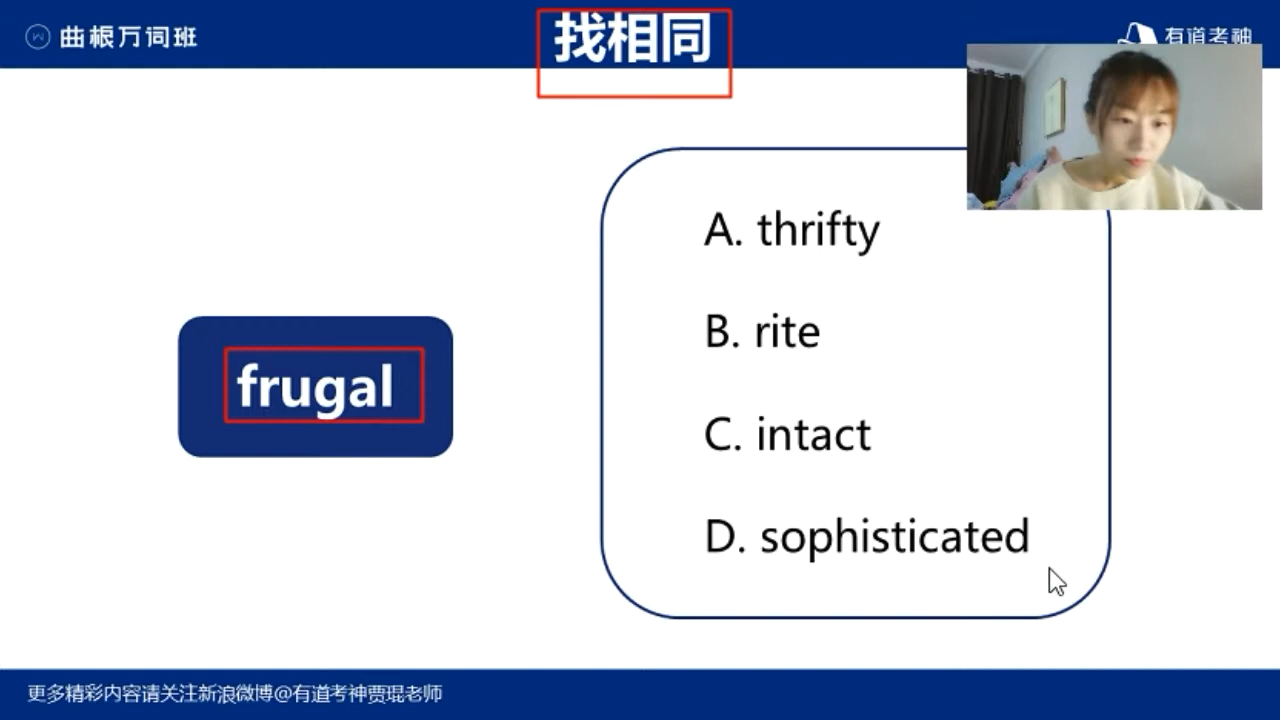 曲根万词班
找相同
有道考神
A. thrifty
B. rite
frugal
C. intact
D. sophisticated
更多精彩内容请关注新浪微博@有道考神贾琨老师